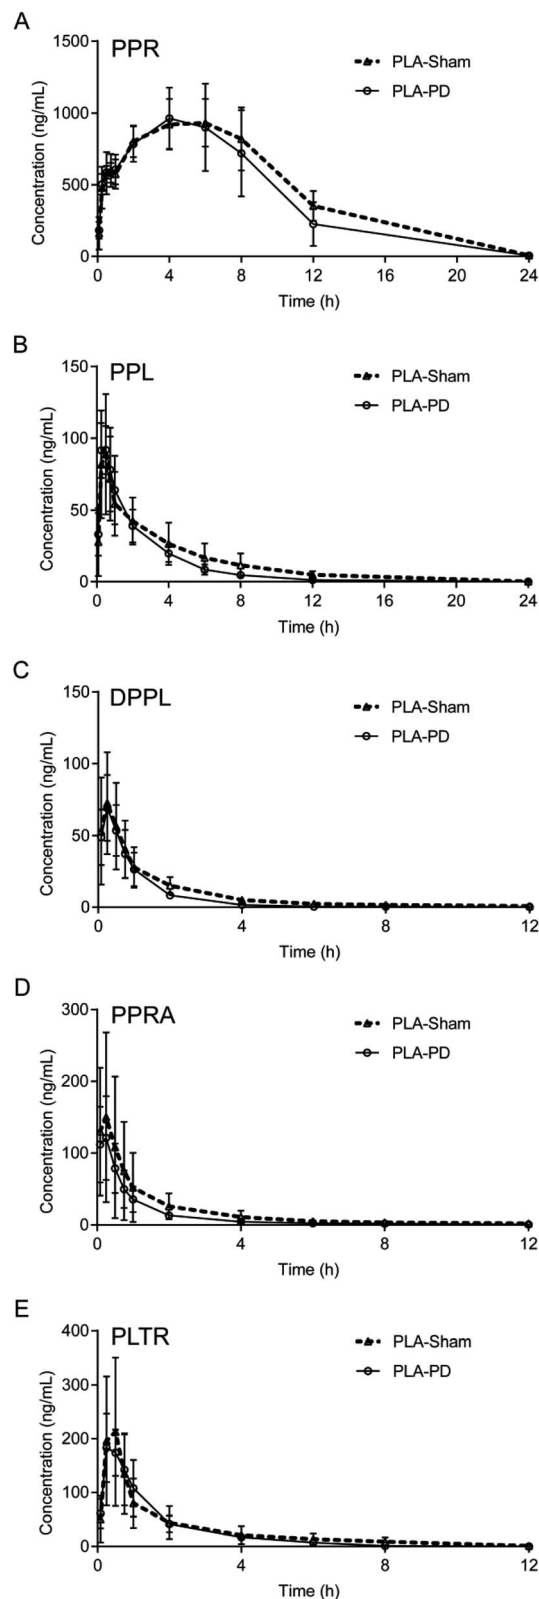 A
PPR
PLA-Sham
PLA-PD
Concentration (ng/mL)
1500
1000
500
0
0 4 8 12 16 20 24
Time (h)
B
PPL
PLA-Sham
PLA-PD
Concentration (ng/mL)
150
100
50
0
0 4 8 12 16 20 24
Time (h)
C
DPPL
PLA-Sham
PLA-PD
Concentration (ng/mL)
150
100
50
0
0 4 8 12
Time (h)
D
PPRA
PLA-Sham
PLA-PD
Concentration (ng/mL)
300
200
100
0
0 4 8 12
Time (h)
E
PLTR
PLA-Sham
PLA-PD
Concentration (ng/mL)
400
300
200
100
0
0 4 8 12
Time (h)